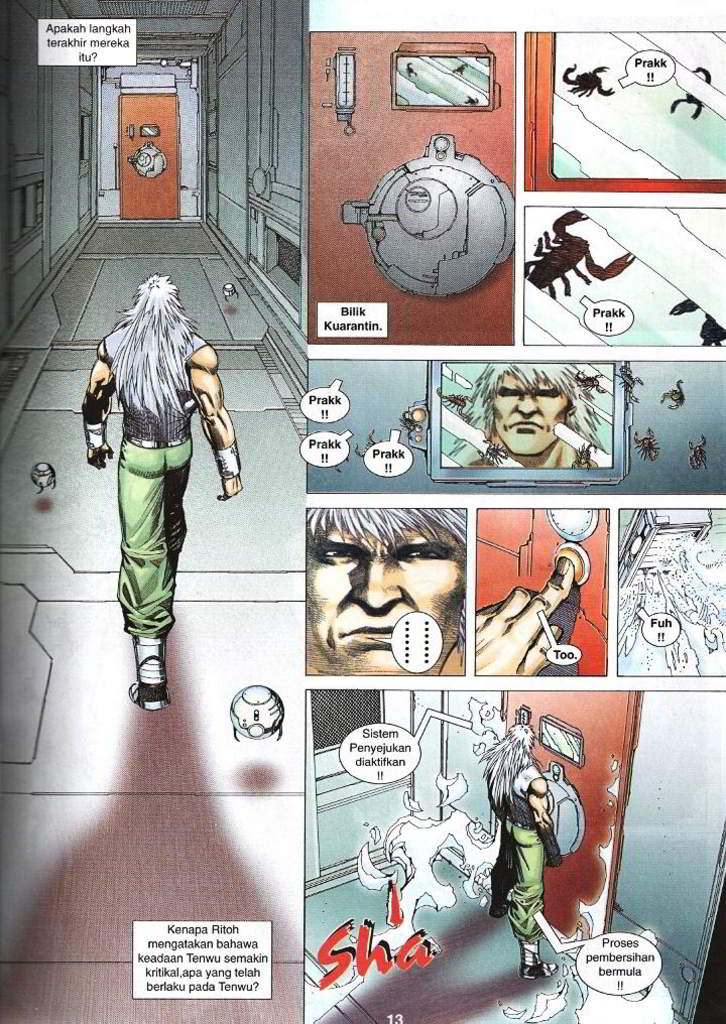 Apakah langkah
terakhir mereka
itu?
Kenapa Ritoh
mengatakan bahawa
keadaan Tenwu semakin
kritikal,apa yang telah
berlaku pada Tenwu?
Bilik
Kuarantin.
Prakk
!!
Prakk
!!
Prakk
!!
Prakk
!!
Prakk
!!
Too.
Fuh
!!
Sistem
Penyejukan
diaktifkan
!!
Sha
Proses
pembersihan
bermula
!!
13